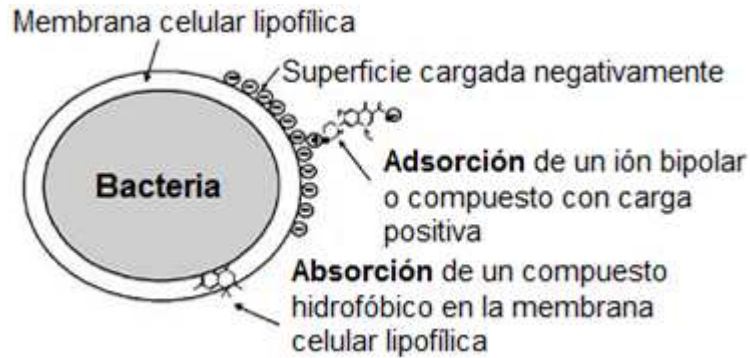 Membrana celular lipofílica
Superficie cargada negativamente
Adsorción de un ión bipolar
o compuesto con carga
positiva
Bacteria
Absorción de un compuesto
hidrofóbico en la membrana
celular lipofílica